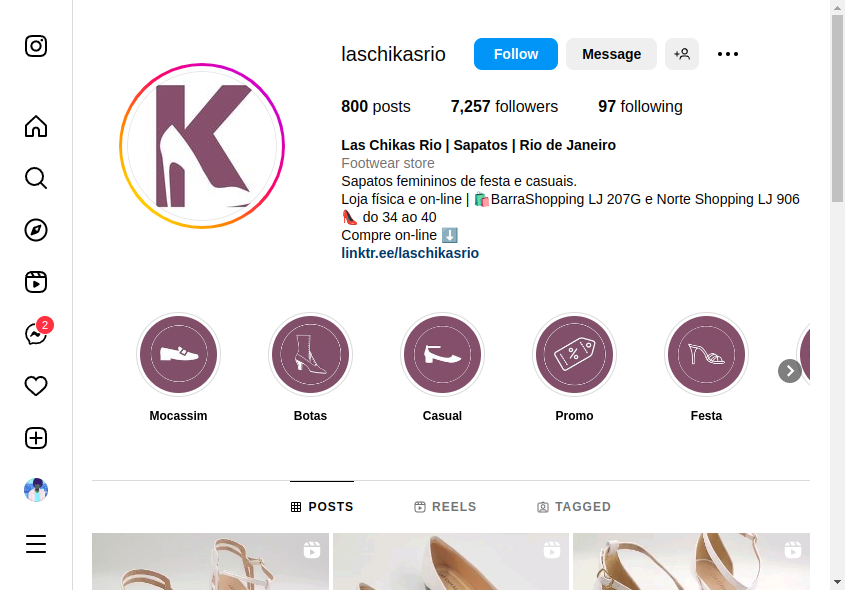 laschikasrio
Follow
Message
800 posts
7,257 followers
97 following
Las Chikas Rio | Sapatos | Rio de Janeiro
Footwear store
Sapatos femininos de festa e casuais.
Loja física e on-line | 🛍️BarraShopping LJ 207G e Norte Shopping LJ 906
👠 do 34 ao 40
Compre on-line ⬇️
linktr.ee/laschikasrio
2
K
Mocassim
Botas
Casual
Promo
Festa
POSTS
REELS
TAGGED